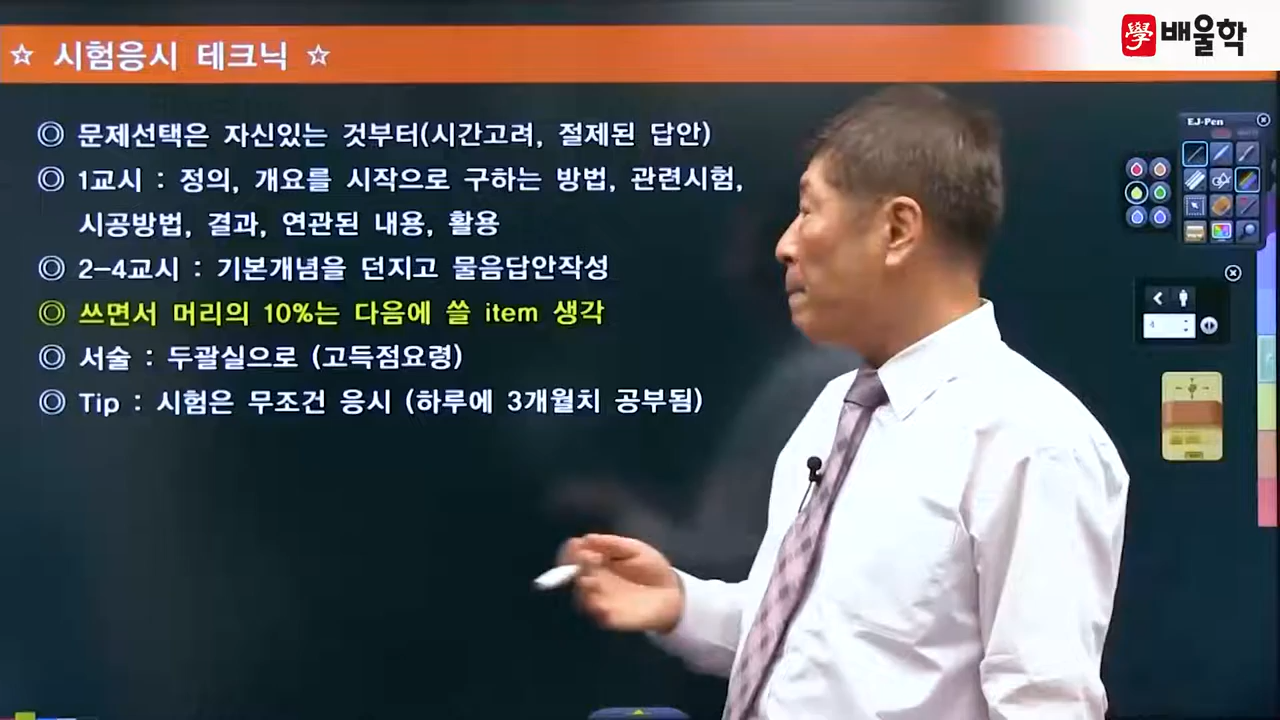 ☆ 시험응시 테크닉 ☆
學 배울학
◎ 문제선택은 자신있는 것부터(시간고려, 절제된 답안)
◎ 1교시 : 정의, 개요를 시작으로 구하는 방법, 관련시험,
시공방법, 결과, 연관된 내용, 활용
◎ 2-4교시 : 기본개념을 던지고 물음답안작성
◎ 쓰면서 머리의 10%는 다음에 쓸 item 생각
◎ 서술 : 두괄실으로 (고득점요령)
◎ Tip : 시험은 무조건 응시 (하루에 3개월치 공부됨)
EJ-Pen
4